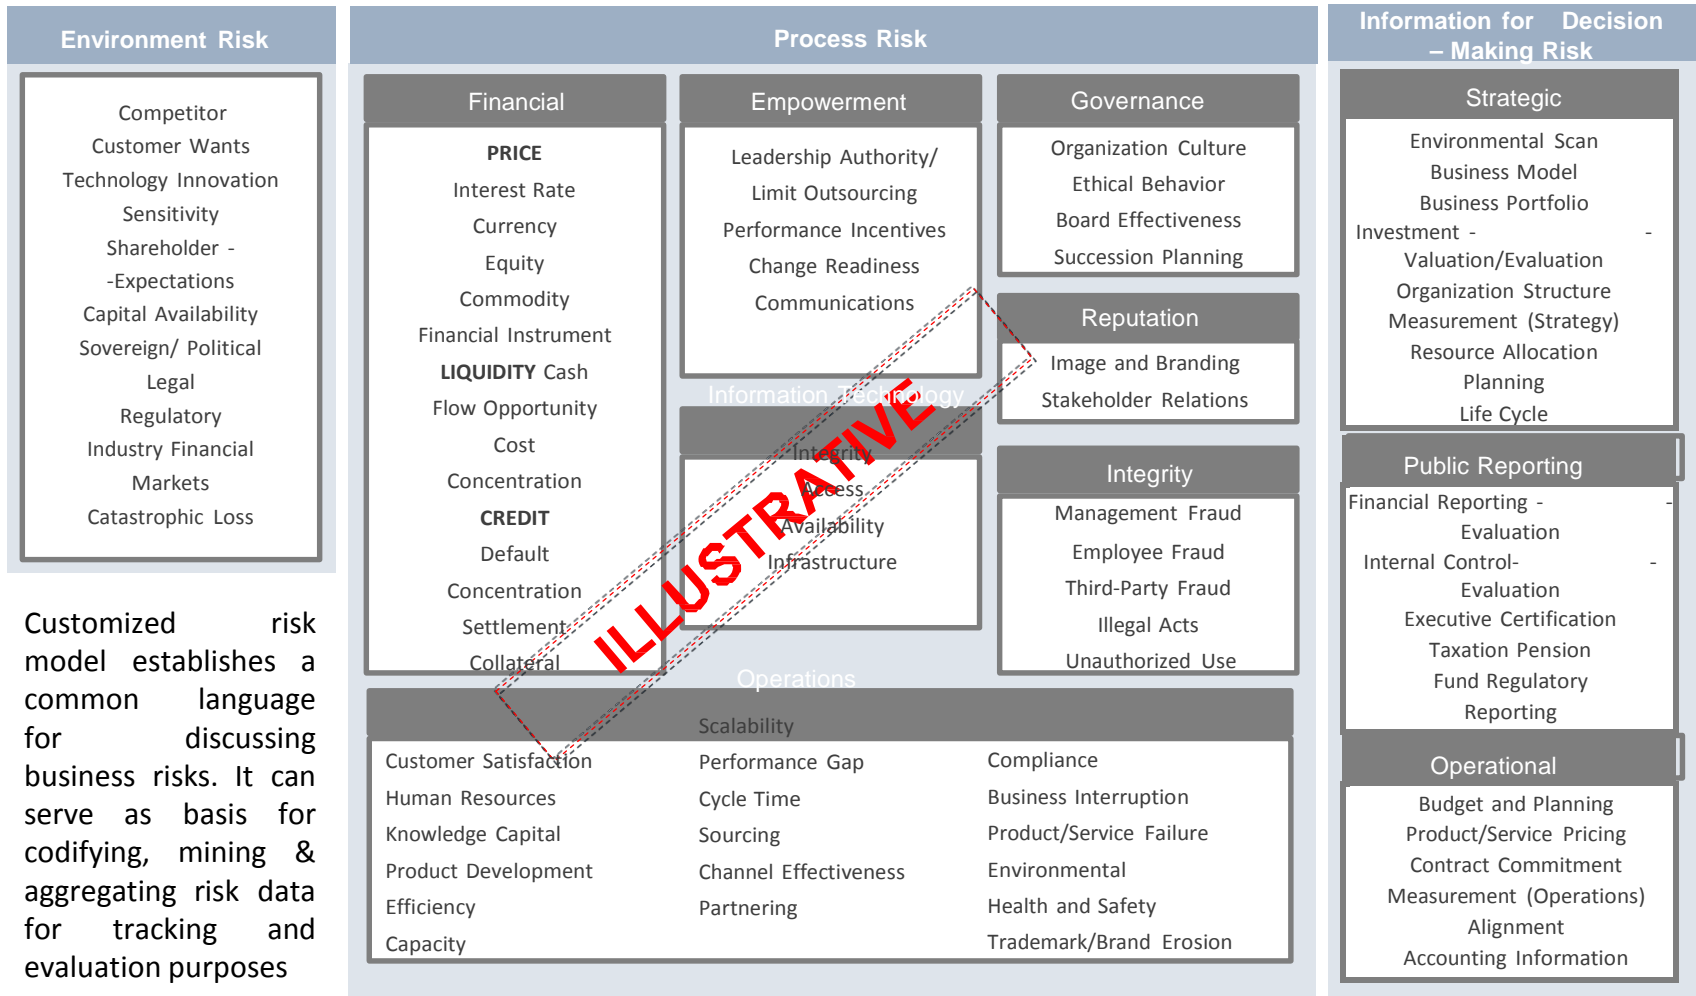 Environment Risk
Competitor
Customer Wants
Technology Innovation
Sensitivity
Shareholder -
-Expectations
Capital Availability
Sovereign/ Political
Legal
Regulatory
Industry Financial
Markets
Catastrophic Loss
Customized risk
model establishes a
common language
for discussing
business risks. It can
serve as basis for
codifying, mining &
aggregating risk data
for tracking and
evaluation purposes
Process Risk
Financial
PRICE
Interest Rate
Currency
Equity
Commodity
Financial Instrument
LIQUIDITY Cash
Flow Opportunity
Cost
Concentration
CREDIT
Default
Concentration
Settlement
Collateral
Empowerment
Leadership Authority/
Limit Outsourcing
Performance Incentives
Change Readiness
Communications
Information Technology
Integrity
Access
Availability
Infrastructure
ILLUSTRATIVE
Governance
Organization Culture
Ethical Behavior
Board Effectiveness
Succession Planning
Reputation
Image and Branding
Stakeholder Relations
Integrity
Management Fraud
Employee Fraud
Third-Party Fraud
Illegal Acts
Unauthorized Use
Operations
Customer Satisfaction
Human Resources
Knowledge Capital
Product Development
Efficiency
Capacity
Scalability
Performance Gap
Cycle Time
Sourcing
Channel Effectiveness
Partnering
Compliance
Business Interruption
Product/Service Failure
Environmental
Health and Safety
Trademark/Brand Erosion
Information for Decision
– Making Risk
Strategic
Environmental Scan
Business Model
Business Portfolio
Investment - -
Valuation/Evaluation
Organization Structure
Measurement (Strategy)
Resource Allocation
Planning
Life Cycle
Public Reporting
Financial Reporting - -
Evaluation
Internal Control- -
Evaluation
Executive Certification
Taxation Pension
Fund Regulatory
Reporting
Operational
Budget and Planning
Product/Service Pricing
Contract Commitment
Measurement (Operations)
Alignment
Accounting Information